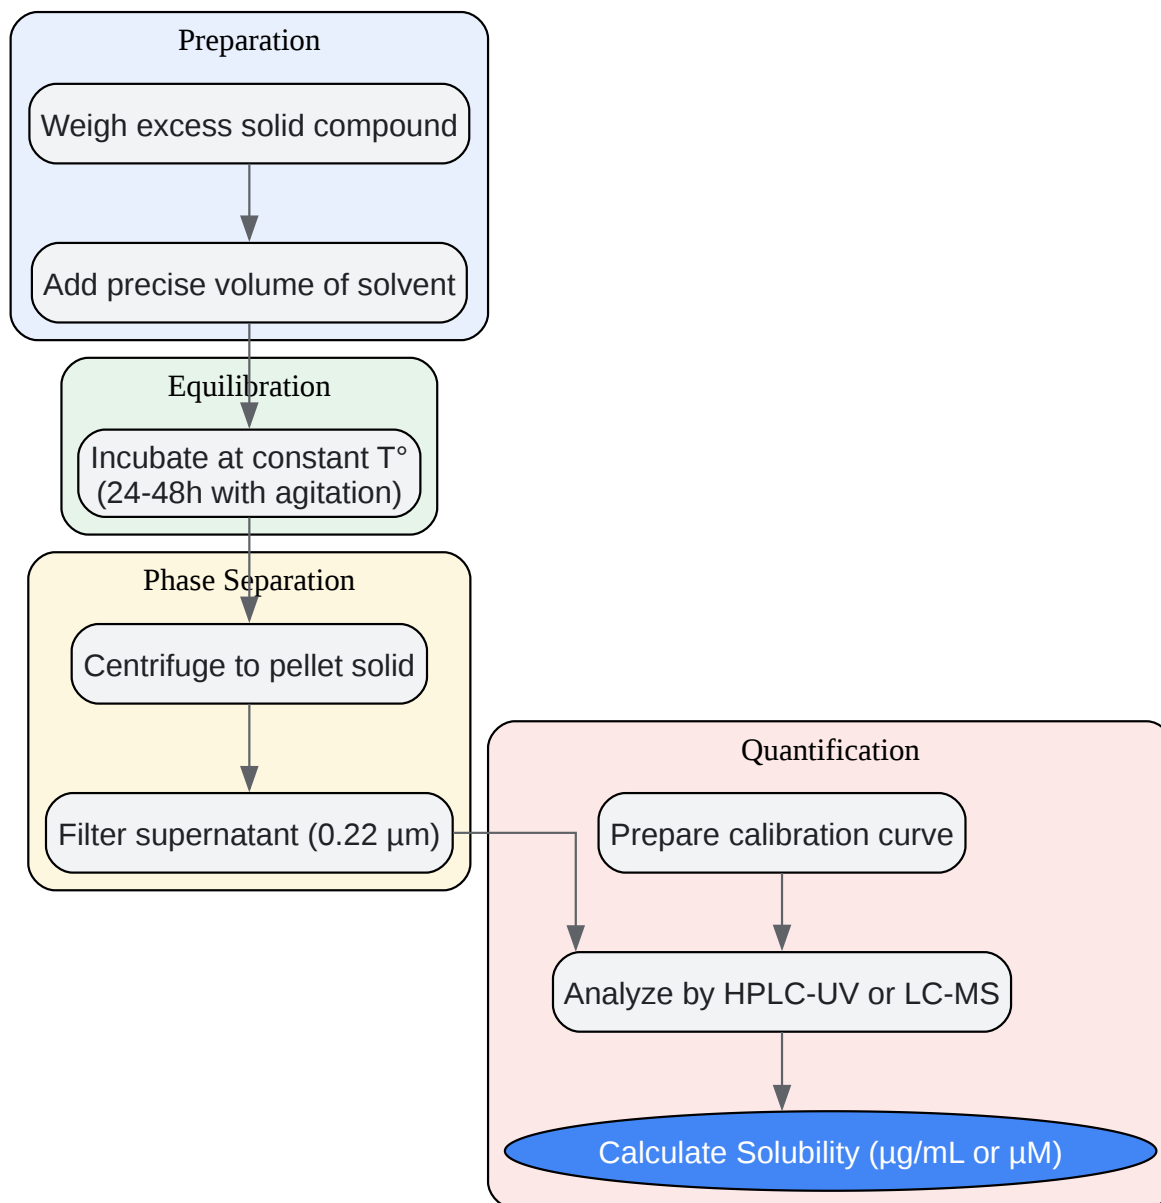 Preparation
Weigh excess solid compound
Add precise volume of solvent
Equilibration
Incubate at constant T°
(24-48h with agitation)
Phase Separation
Centrifuge to pellet solid
Filter supernatant (0.22 µm)
Quantification
Prepare calibration curve
Analyze by HPLC-UV or LC-MS
Calculate Solubility (µg/mL or µM)